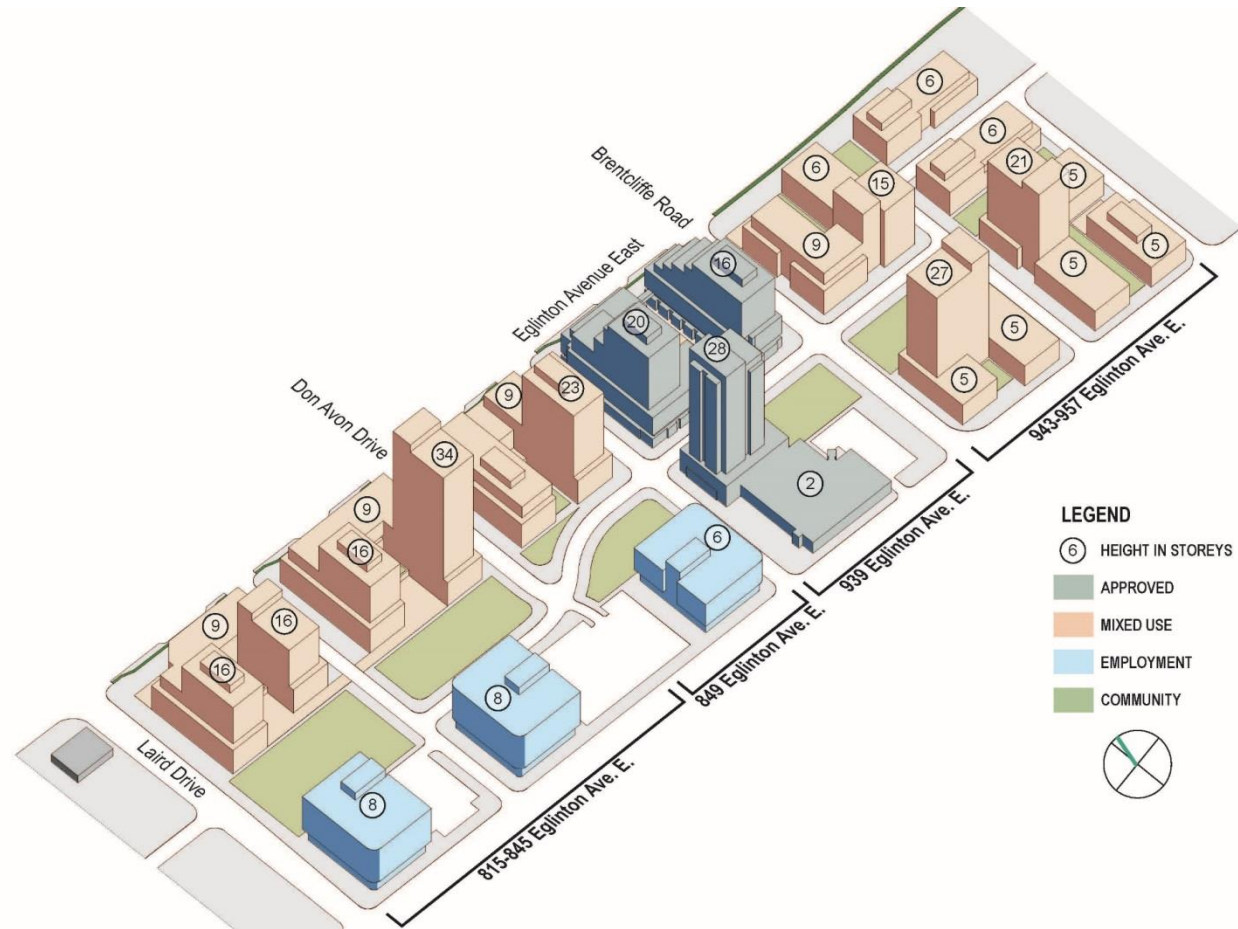 6
6
6
21
5
15
5
9
5
27
5
5
16
20
28
23
9
34
2
6
9
16
16
9
16
8
8
Brentcliffe Road
Eglinton Avenue East
Don Avon Drive
Laird Drive
943-957 Eglinton Ave. E.
939 Eglinton Ave. E.
849 Eglinton Ave. E.
815-845 Eglinton Ave. E.
LEGEND
6 HEIGHT IN STOREYS
APPROVED
MIXED USE
EMPLOYMENT
COMMUNITY